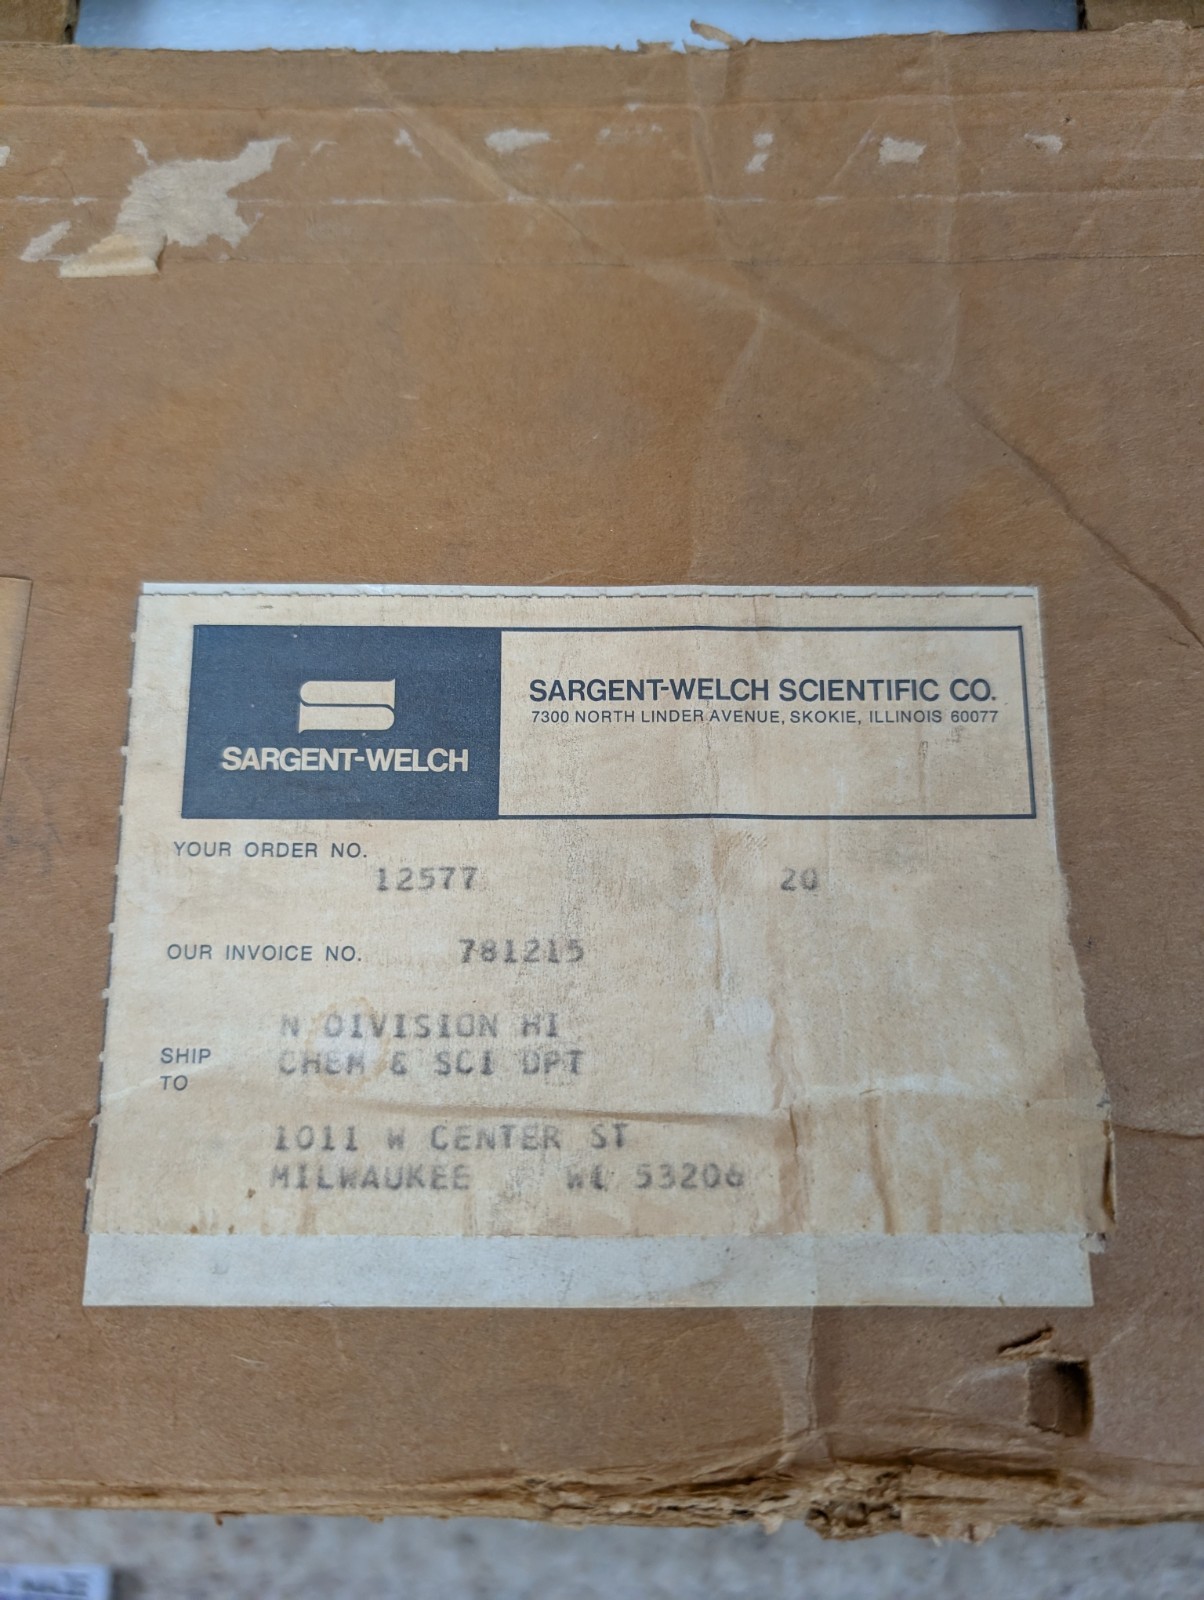 SARGENT-WELCH
SARGENT-WELCH SCIENTIFIC CO.
7300 NORTH LINDER AVENUE, SKOKIE, ILLINOIS 60077
YOUR ORDER NO.
12577 20
OUR INVOICE NO. 781215
SHIP TO
N DIVISION HI
CHEM & SCI DPT
1011 W CENTER ST
MILWAUKEE WI 53206